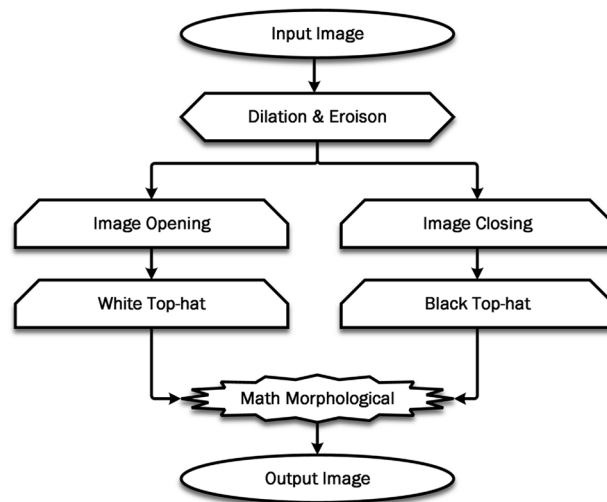 Input Image
Dilation & Eroison
Image Opening
Image Closing
White Top-hat
Black Top-hat
Math Morphological
Output Image